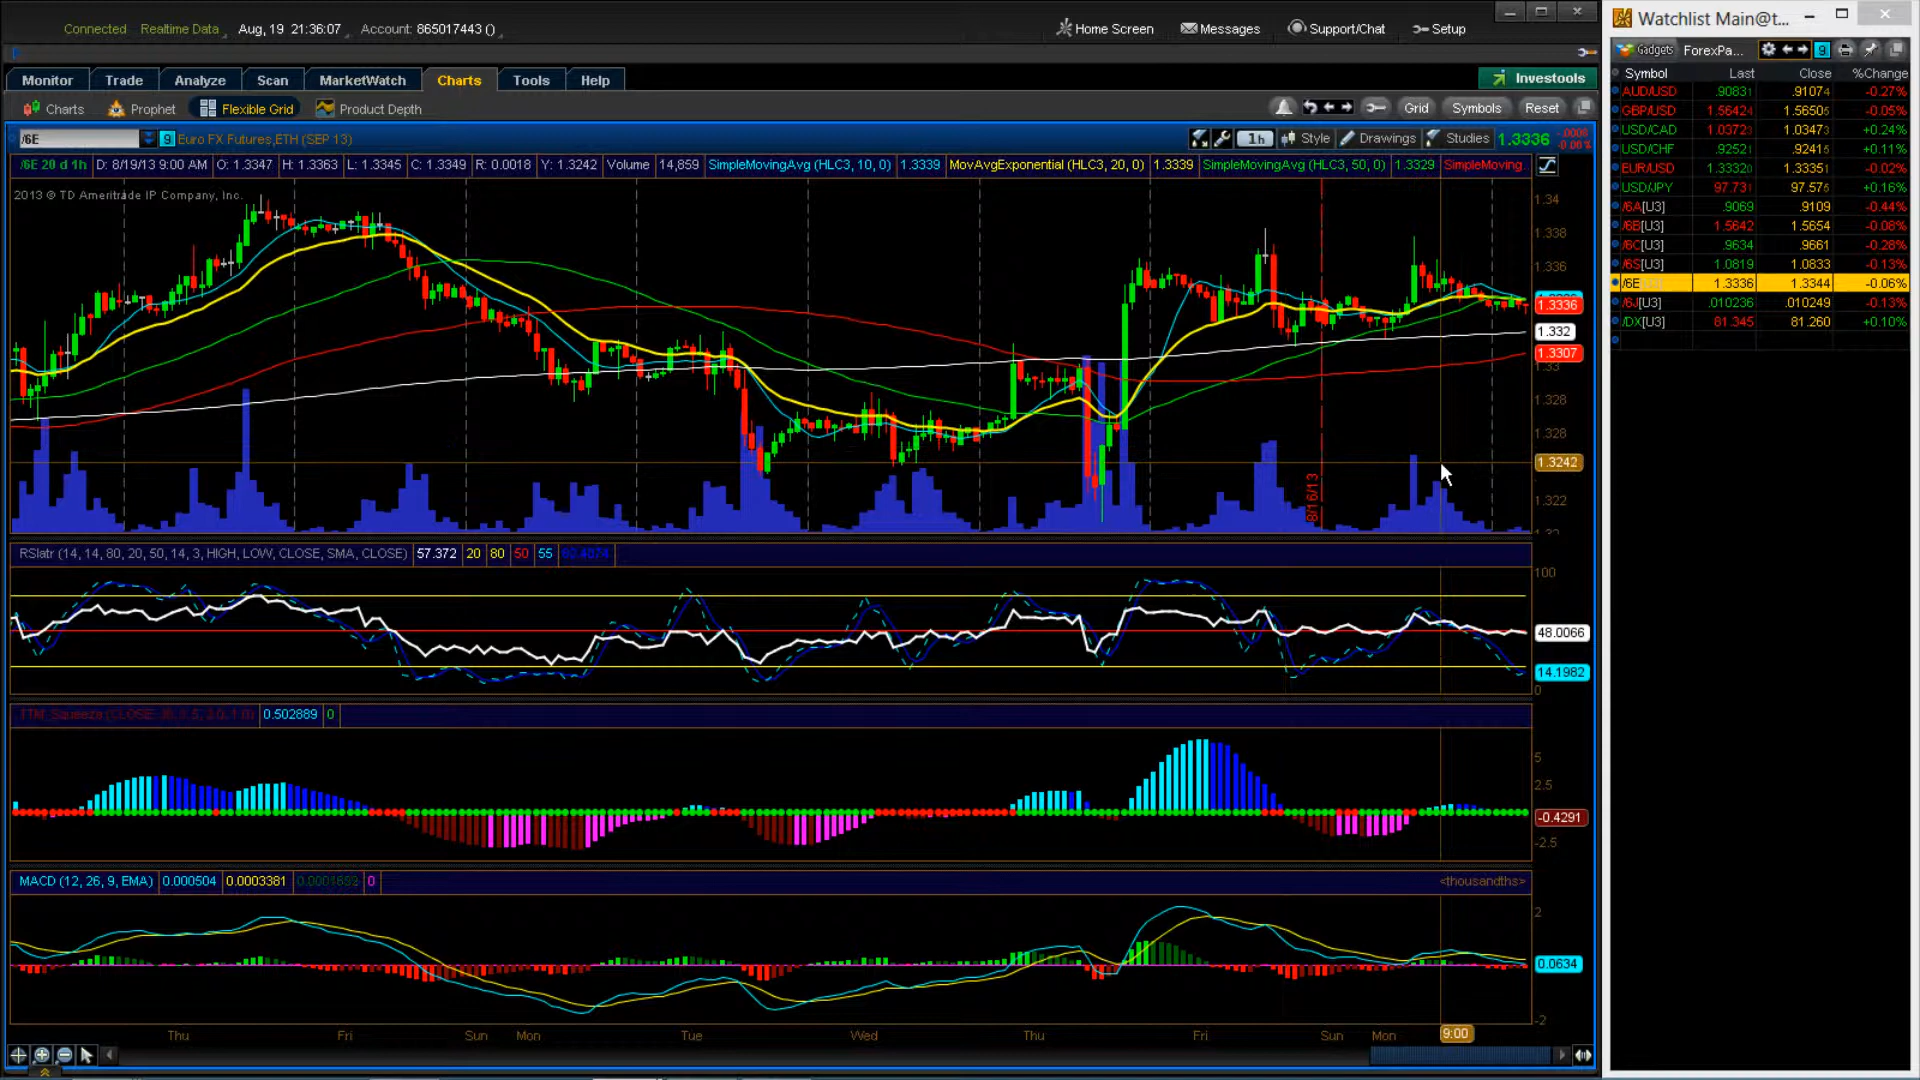 Connected Realtime Data Aug, 19 21:36:07 Account: 865017443 () Home Screen Messages Support/Chat Setup
Monitor Trade Analyze Scan MarketWatch Charts Tools Help Investools
Charts Prophet Flexible Grid Product Depth Grid Symbols Reset
/6E 9 Euro FX Futures,ETH (SEP 13) 1h Style Drawings Studies 1.3336 -.0008 -0.06%
/6E 20 d 1h D: 8/19/13 9:00 AM O: 1.3347 H: 1.3363 L: 1.3345 C: 1.3349 R: 0.0018 Y: 1.3242 Volume 14,859 SimpleMovingAvg (HLC3, 10, 0) 1.3339 MovAvgExponential (HLC3, 20, 0) 1.3339 SimpleMovingAvg (HLC3, 50, 0) 1.3329 SimpleMoving
2013 © TD Ameritrade IP Company, Inc.
1.34
1.338
1.336
1.3336
1.332
1.3307
1.33
1.328
1.328
1.3242
1.322
8/16/13
RSIatr (14, 14, 80, 20, 50, 14, 3, HIGH, LOW, CLOSE, SMA, CLOSE) 57.372 20 80 50 55
100
48.0066
14.1982
0
0.502889 0
5
2.5
-0.4291
-2.5
MACD (12, 26, 9, EMA) 0.000504 0.0003381 0 <thousandths>
2
0.0634
-2
Thu Fri Sun Mon Tue Wed Thu Fri Sun Mon 9:00
Watchlist Main@t...
Gadgets ForexPa... 9
Symbol Last Close %Change
AUD/USD .90831 .91074 -0.27%
GBP/USD 1.56424 1.56505 -0.05%
USD/CAD 1.03723 1.03473 +0.24%
USD/CHF .92521 .92415 +0.11%
EUR/USD 1.33320 1.33351 -0.02%
USD/JPY 97.731 97.575 +0.16%
/6A[U3] .9069 .9109 -0.44%
/6B[U3] 1.5642 1.5654 -0.08%
/6C[U3] .9634 .9661 -0.28%
/6S[U3] 1.0819 1.0833 -0.13%
/6E 1.3336 1.3344 -0.06%
/6J[U3] .010236 .010249 -0.13%
/DX[U3] 81.345 81.260 +0.10%